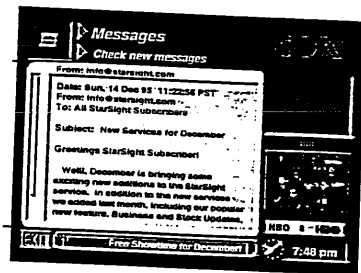 Messages
Check new messages
From: info@starsight.com
Date: Sun, 14 Dec 95 11:22:56 PST
From: info@starsight.com
To: All StarSight Subscribers
Subject: New Services for December
Greetings StarSight Subscriber!
Well, December is bringing some
exciting new additions to the StarSight
service. In addition to the new services
we added last month, including our popular
new feature, Business and Stock Updates
HBO 8 - HBO
Free Showtime for December!
7:48 pm